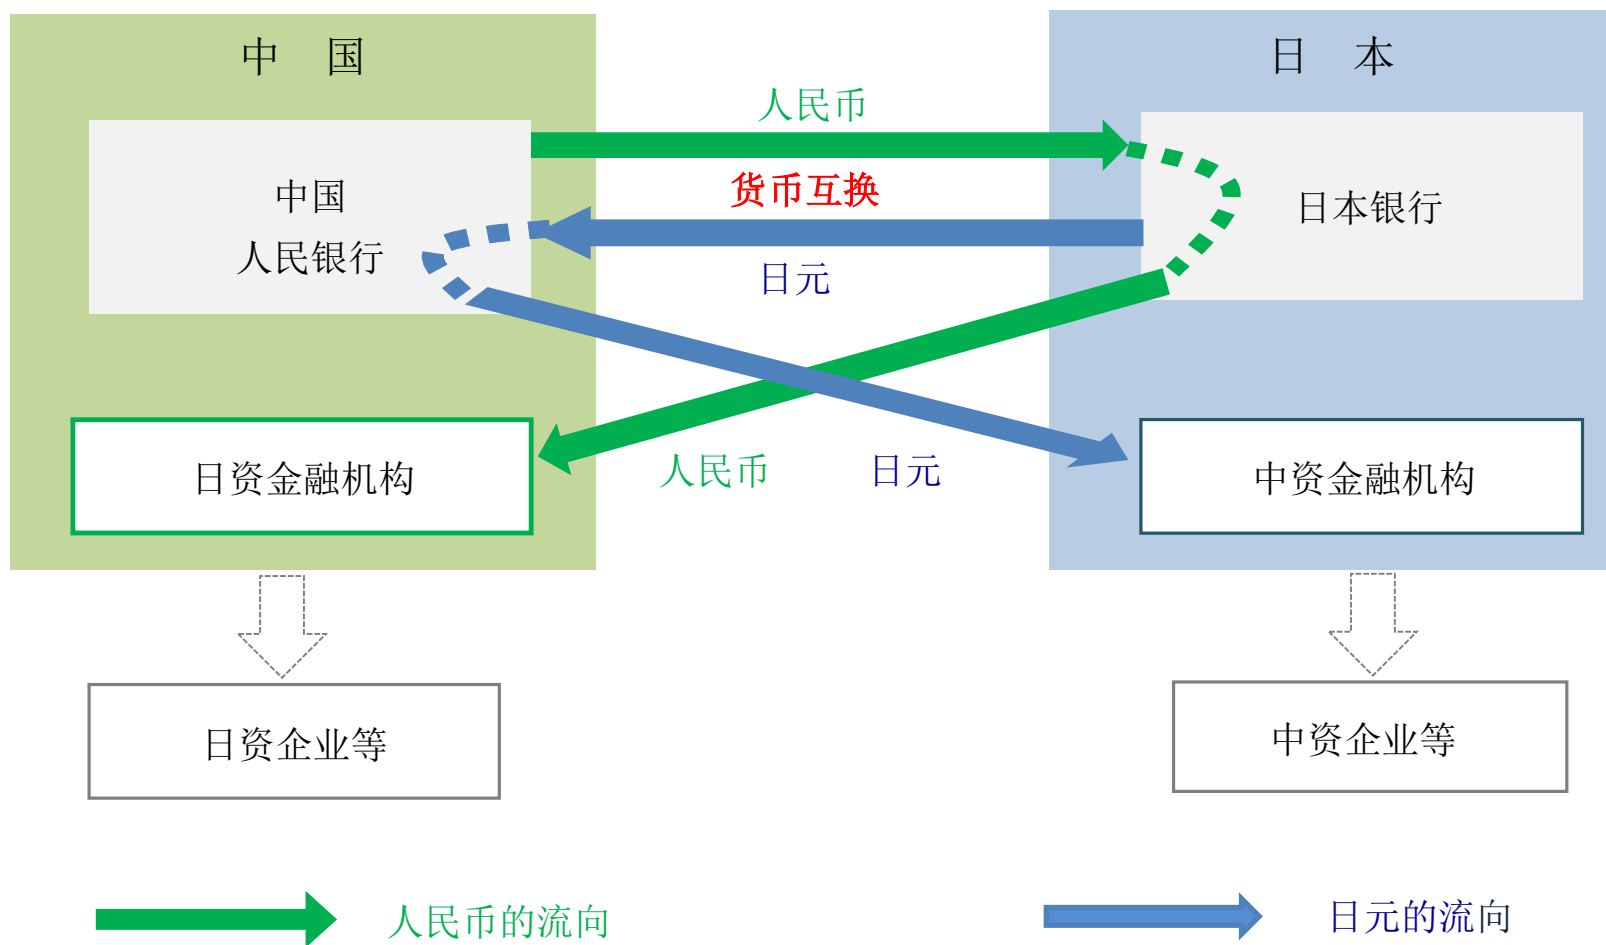 中 国
日 本
人民币
货币互换
日元
中国
人民银行
日本银行
人民币
日元
日资金融机构
中资金融机构
日资企业等
中资企业等
人民币的流向
日元的流向